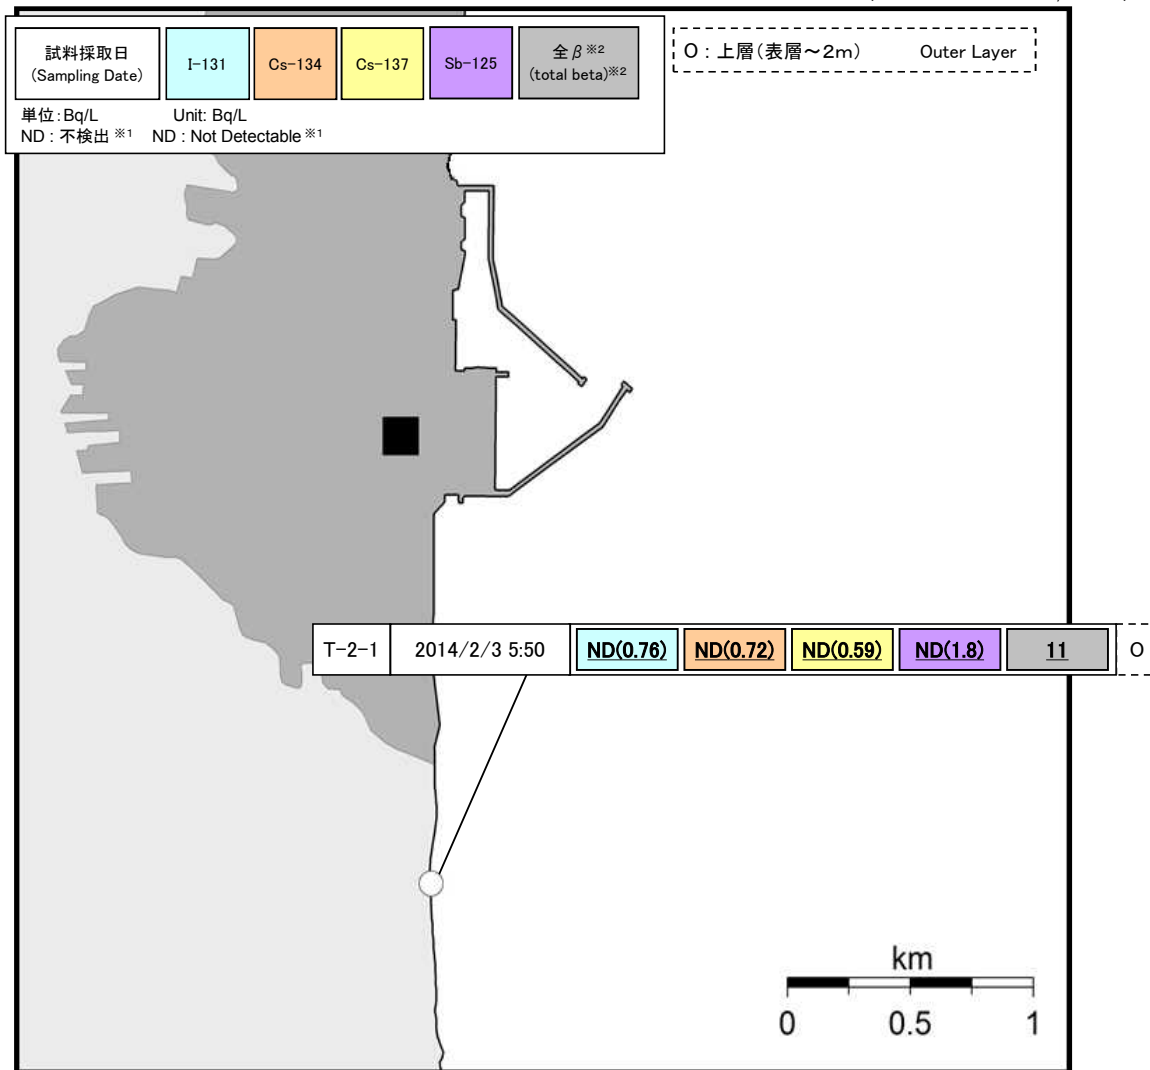 試料採取日
(Sampling Date)
I-131
Cs-134
Cs-137
Sb-125
全β※2
(total beta)※2
単位:Bq/L Unit: Bq/L
ND : 不検出 ※1 ND : Not Detectable ※1
O : 上層(表層～2m) Outer Layer
T-2-1 2014/2/3 5:50 ND(0.76) ND(0.72) ND(0.59) ND(1.8) 11 O
km
0 0.5 1